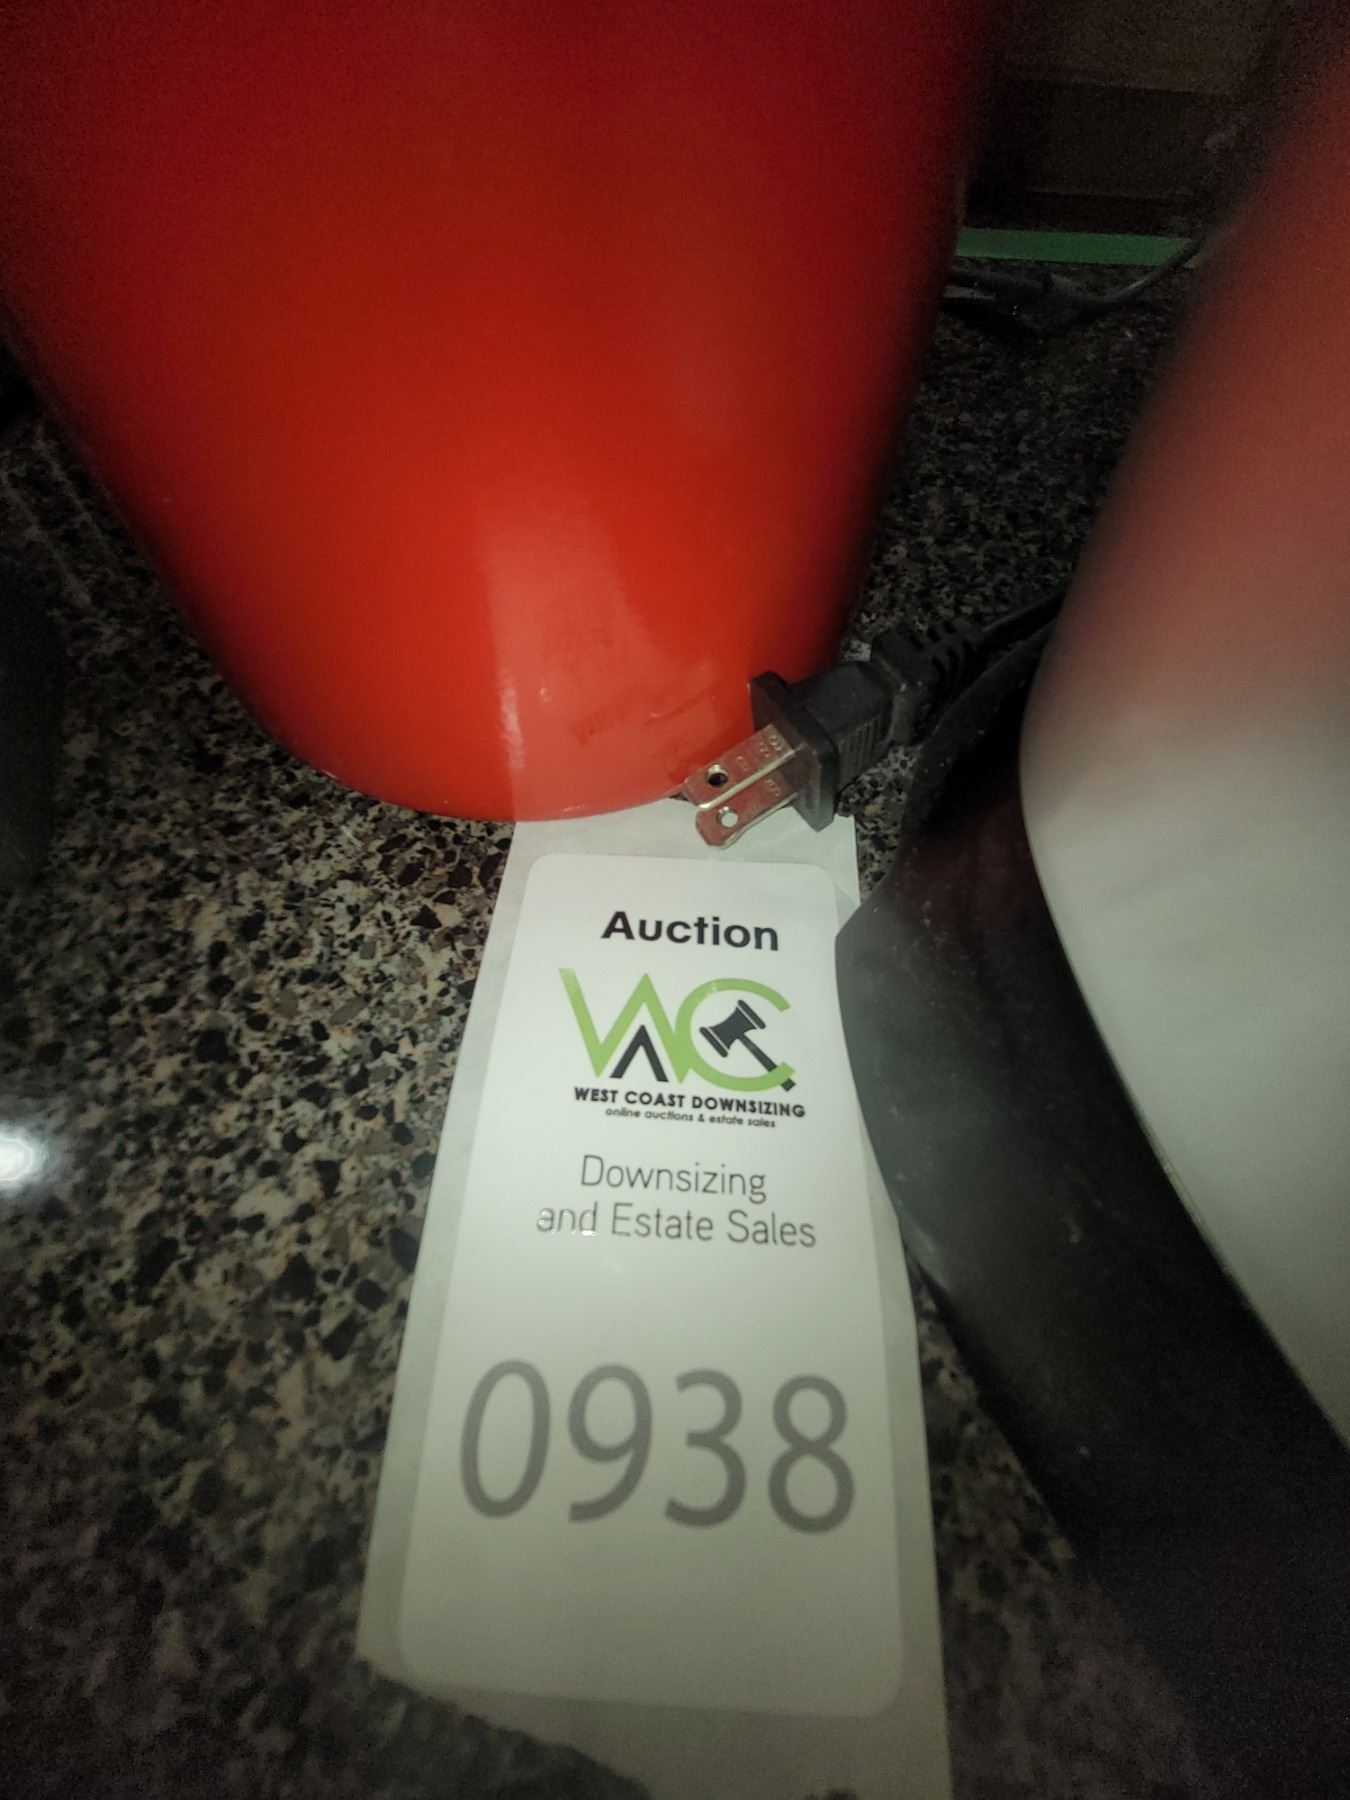 Auction
WC
WEST COAST DOWNSIZING
online auctions & estate sales
Downsizing
and Estate Sales
0938